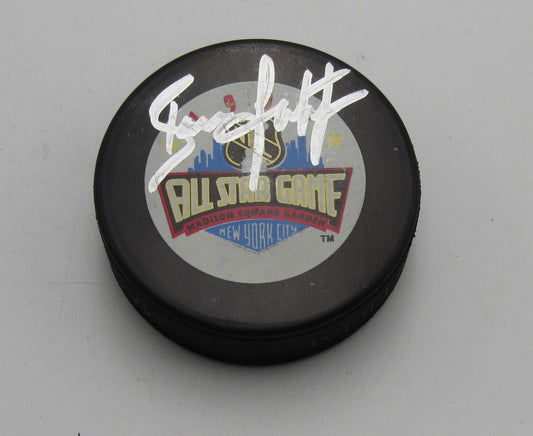 ALL STAR GAME
MADISON SQUARE GARDEN
NEW YORK CITY
TM